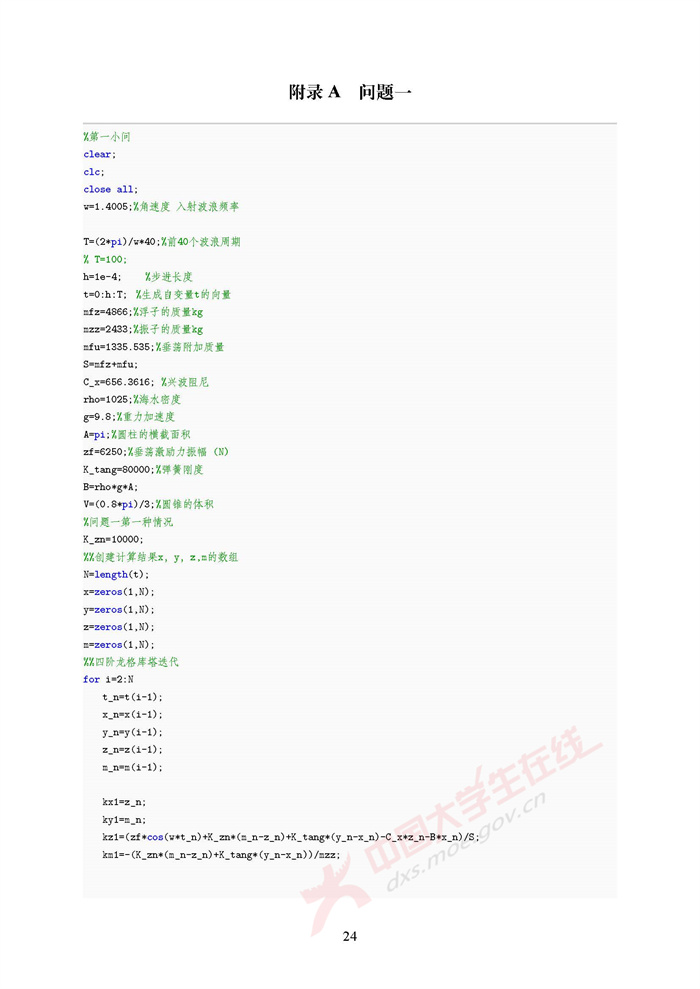 附录 A 问题一
%第一小问
clear;
clc;
close all;
w=1.4005;%角速度 入射波浪频率
T=(2*pi)/w*40;%前40个波浪周期
% T=100;
h=1e-4; %步进长度
t=0:h:T; %生成自变量t的向量
mfz=4866;%浮子的质量kg
mzz=2433;%振子的质量kg
mfu=1335.535;%垂荡附加质量
S=mfz+mfu;
C_x=656.3616; %兴波阻尼
rho=1025;%海水密度
g=9.8;%重力加速度
A=pi;%圆柱的横截面积
zf=6250;%垂荡激励力振幅（N）
K_tang=80000;%弹簧刚度
B=rho*g*A;
V=(0.8*pi)/3;%圆锥的体积
%问题一第一种情况
K_zn=10000;
%%创建计算结果x, y, z,m的数组
N=length(t);
x=zeros(1,N);
y=zeros(1,N);
z=zeros(1,N);
m=zeros(1,N);
%%四阶龙格库塔迭代
for i=2:N
t_n=t(i-1);
x_n=x(i-1);
y_n=y(i-1);
z_n=z(i-1);
m_n=m(i-1);
kx1=z_n;
ky1=m_n;
kz1=(zf*cos(w*t_n)+K_zn*(m_n-z_n)+K_tang*(y_n-x_n)-C_x*z_n-B*x_n)/S;
km1=-(K_zn*(m_n-z_n)+K_tang*(y_n-x_n))/mzz;
中国大学生在线
dxs.moe.gov.cn
24